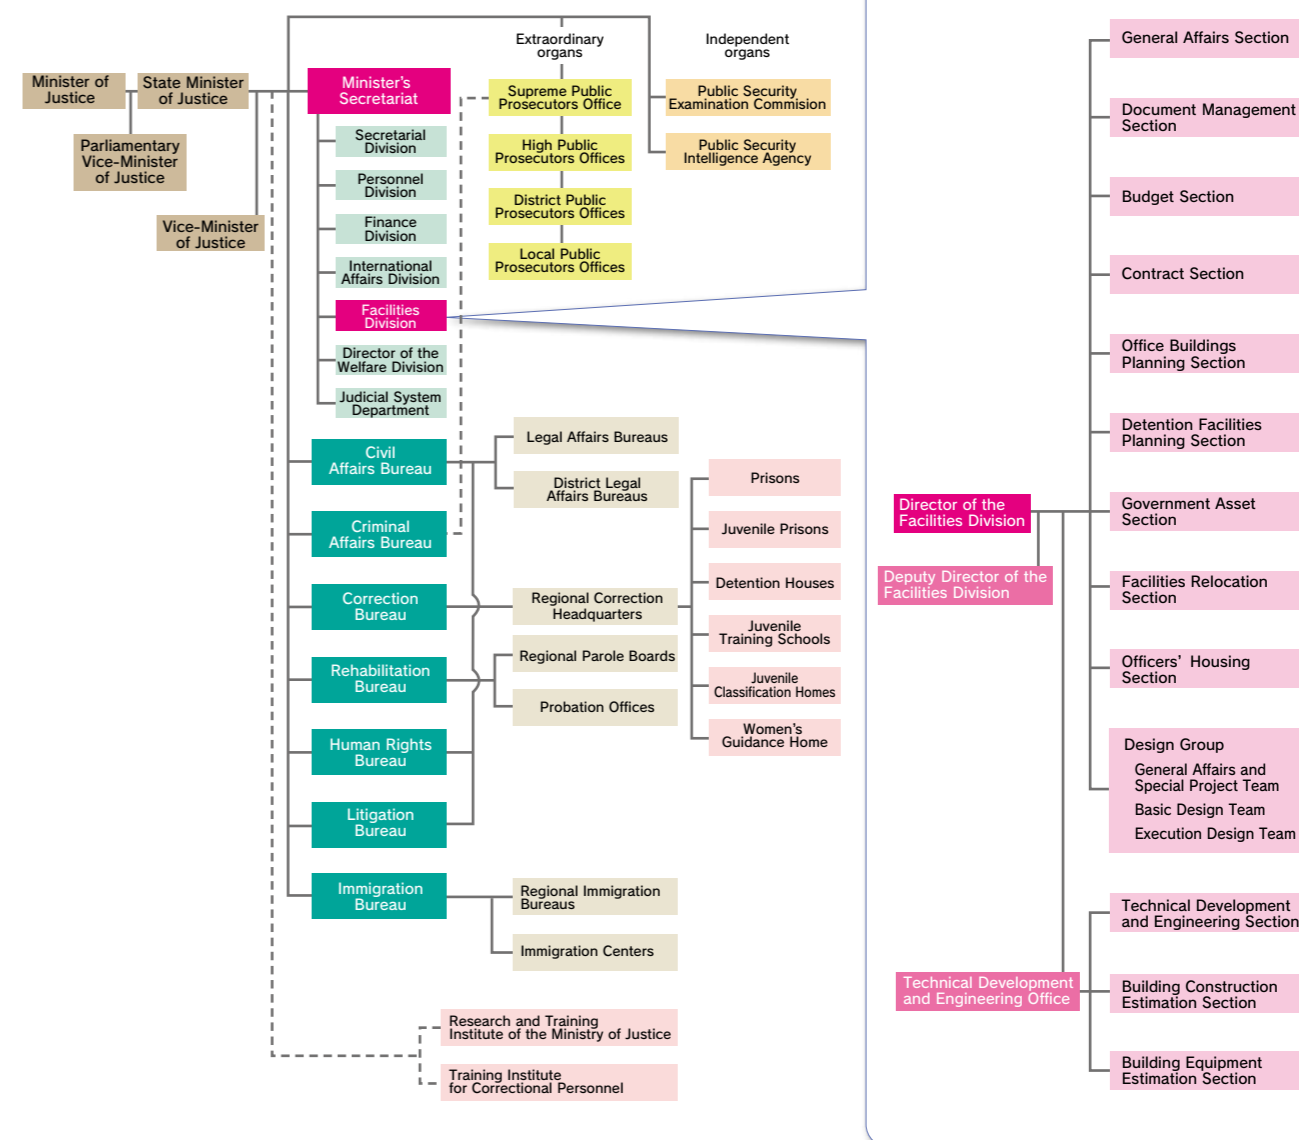 Extraordinary
organs
Independent
organs
Minister of
Justice
State Minister
of Justice
Parliamentary
Vice-Minister
of Justice
Vice-Minister
of Justice
Minister's
Secretariat
Secretarial
Division
Personnel
Division
Finance
Division
International
Affairs Division
Facilities
Division
Director of the
Welfare Division
Judicial System
Department
Supreme Public
Prosecutors Office
High Public
Prosecutors Offices
District Public
Prosecutors Offices
Local Public
Prosecutors Offices
Public Security
Examination Commision
Public Security
Intelligence Agency
Civil
Affairs Bureau
Criminal
Affairs Bureau
Correction
Bureau
Rehabilitation
Bureau
Human Rights
Bureau
Litigation
Bureau
Immigration
Bureau
Legal Affairs Bureaus
District Legal
Affairs Bureaus
Regional Correction
Headquarters
Regional Parole Boards
Probation Offices
Regional Immigration
Bureaus
Immigration Centers
Prisons
Juvenile Prisons
Detention Houses
Juvenile
Training Schools
Juvenile
Classification Homes
Women's
Guidance Home
Research and Training
Institute of the Ministry of Justice
Training Institute
for Correctional Personnel
Director of the
Facilities Division
Deputy Director of the
Facilities Division
Technical Development
and Engineering Office
General Affairs Section
Document Management
Section
Budget Section
Contract Section
Office Buildings
Planning Section
Detention Facilities
Planning Section
Government Asset
Section
Facilities Relocation
Section
Officers' Housing
Section
Design Group
General Affairs and
Special Project Team
Basic Design Team
Execution Design Team
Technical Development
and Engineering Section
Building Construction
Estimation Section
Building Equipment
Estimation Section